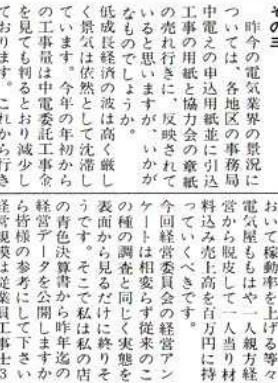 その三
昨今の電気業界の景況に
ついては、各地区の事務局
中電えの申込用紙並に引込
工事の用紙と協力会の章紙
の売れ行きに、反映されて
いると思いますが、いかが
なものでしょうか。
低成長経済の波は高く厳し
く景気は依然として沈滞し
ています。今年の年初から
の工事量は中電委託工事金
を見ても判るとおり減少し
ております。これから行き
おいて稼動率を上げる等々
電気屋ももはや一人親方経
営から脱皮して一人当り材
料込み売上高を百万円に持
っていくべきです。
今回経営委員会の経営アン
ケートは相変らず従来のこ
の種の調査と同じく実態を
表面から見るだけに終りそ
うです。そこで私は私の店
の青色決算書から昨年迄の
経営データを公開しますか
ら皆様の参考にして下さい
経営規模は従業員工事士3